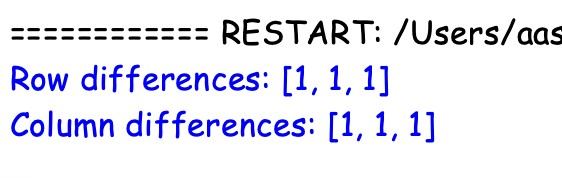 ============ RESTART: /Users/aas
Row differences: [1, 1, 1]
Column differences: [1, 1, 1]